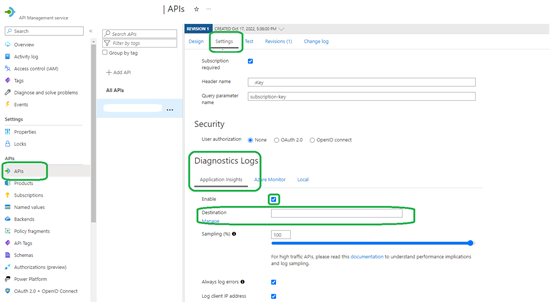 API Management service
Search
«
Overview
Activity log
Access control (IAM)
Tags
Diagnose and solve problems
Events
Settings
Properties
Locks
APIs
APIs
Products
Subscriptions
Named values
Backends
Policy fragments
API Tags
Schemas
Authorizations (preview)
Power Platform
OAuth 2.0 + OpenID Connect
| APIs
Search APIs
Filter by tags
Group by tag
+ Add API
All APIs
...
REVISION 1
CREATED Oct 17, 2022, 5:08:00 PM
Design
Settings
Test
Revisions (1)
Change log
Subscription
required
Header name
-Key
Query parameter
name
subscription-key
Security
User authorization
None
OAuth 2.0
OpenID connect
Diagnostics Logs
Application Insights
Azure Monitor
Local
Enable
Destination
Manage
Sampling (%)
100
For high traffic APIs, please read this documentation to understand performance implications
and log sampling.
Always log errors
Log client IP address